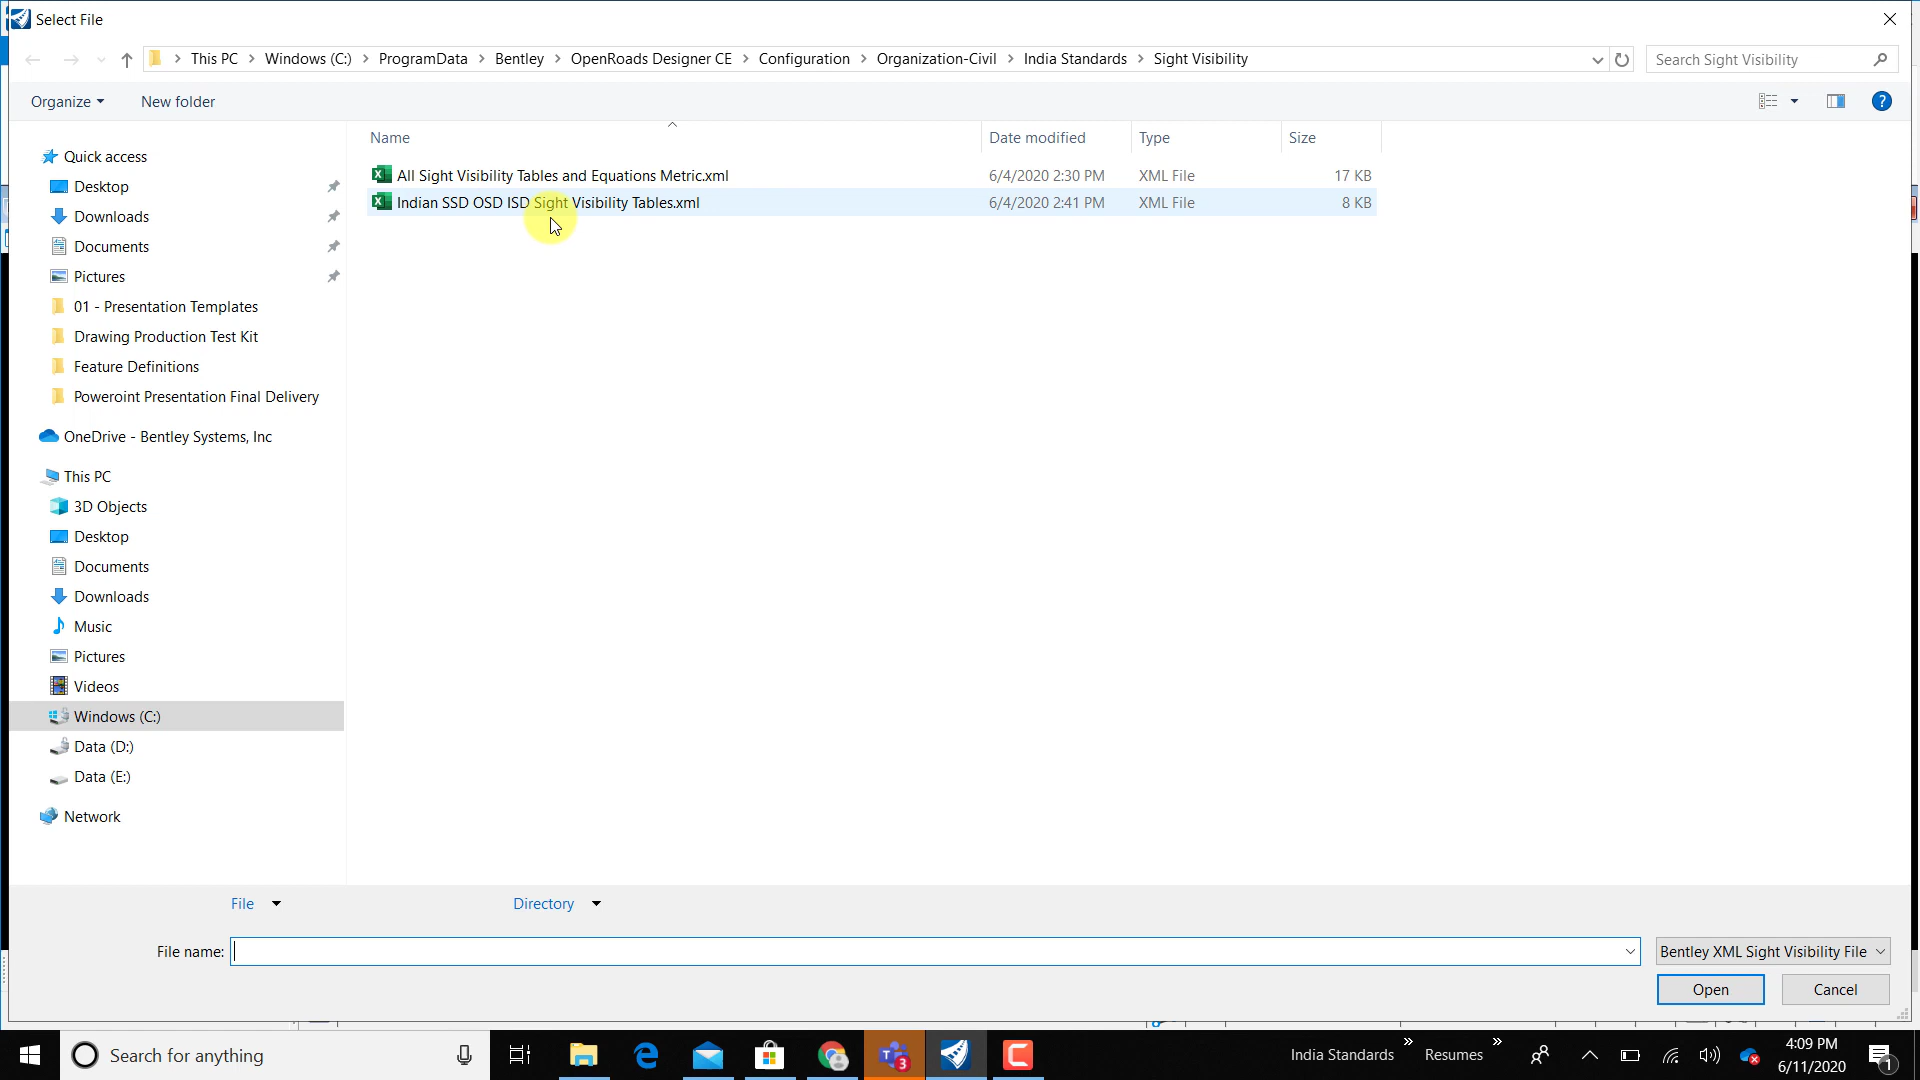 Select File
This PC > Windows (C:) > ProgramData > Bentley > OpenRoads Designer CE > Configuration > Organization-Civil > India Standards > Sight Visibility
Search Sight Visibility
Organize
New folder
Name
Date modified
Type
Size
All Sight Visibility Tables and Equations Metric.xml 6/4/2020 2:30 PM XML File 17 KB
Indian SSD OSD ISD Sight Visibility Tables.xml 6/4/2020 2:41 PM XML File 8 KB
Quick access
Desktop
Downloads
Documents
Pictures
01 - Presentation Templates
Drawing Production Test Kit
Feature Definitions
Poweroint Presentation Final Delivery
OneDrive - Bentley Systems, Inc
This PC
3D Objects
Desktop
Documents
Downloads
Music
Pictures
Videos
Windows (C:)
Data (D:)
Data (E:)
Network
File
Directory
File name:
Bentley XML Sight Visibility File
Open
Cancel
Search for anything
3
India Standards »
Resumes »
4:09 PM
6/11/2020
1